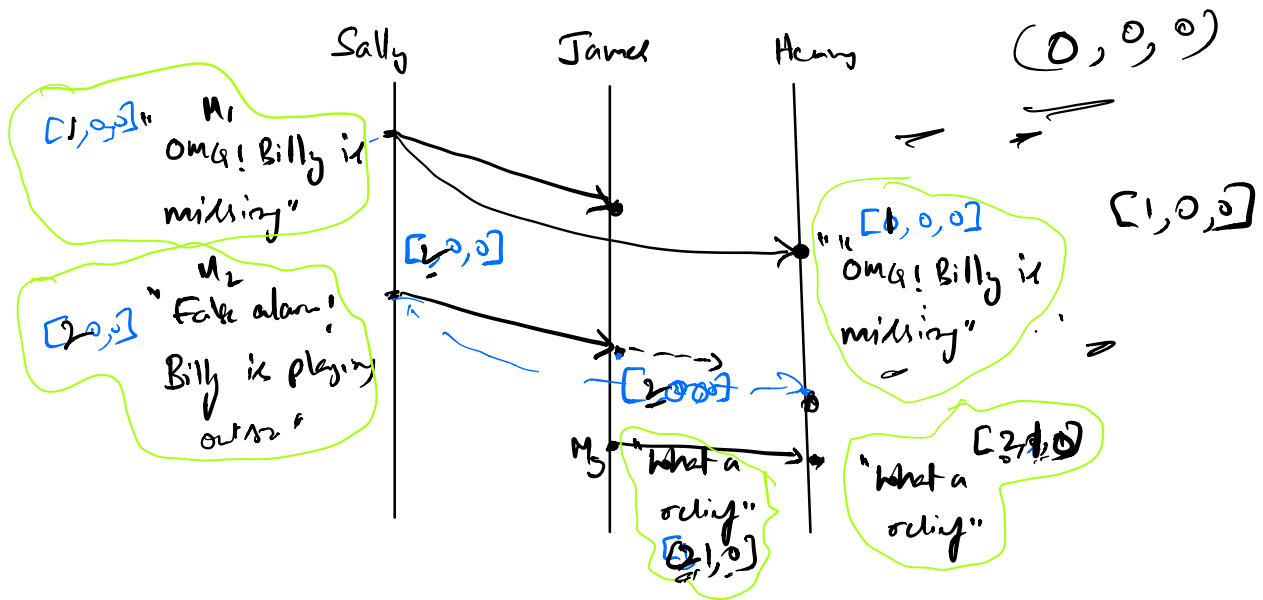 Sally James Henry
(0, 0, 0)
M1
[1,0,0] "
OMG! Billy is
missing"
[1,0,0]
[1,0,0]
" "
OMG! Billy is
missing"
[2,0,0]
M2
" False alarm!
[2,0,0]
Billy is playing
[2,0,0]
M3
"What a
relief"
[2,1,0]
[2,1,0]
"What a
relief"